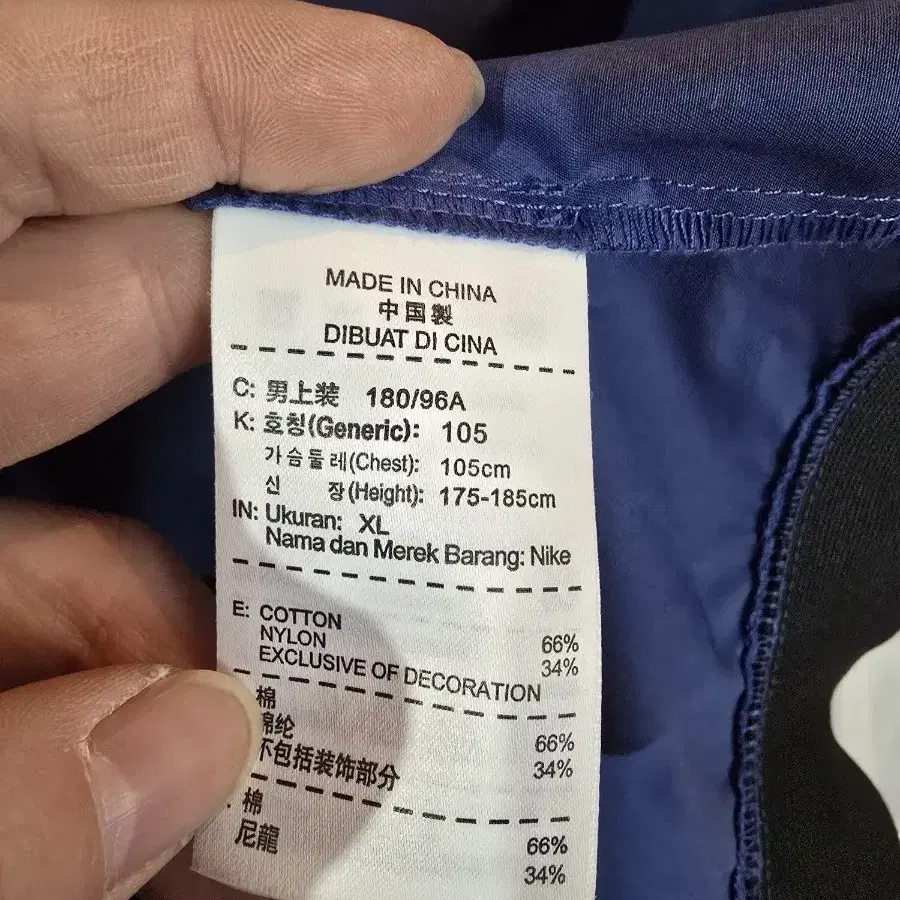 MADE IN CHINA
中国製
DIBUAT DI CINA
C: 男上装 180/96A
K: 호칭(Generic): 105
가슴둘레(Chest): 105cm
신 장(Height): 175-185cm
IN: Ukuran: XL
Nama dan Merek Barang: Nike
E: COTTON 66%
NYLON 34%
EXCLUSIVE OF DECORATION
棉 66%
锦纶 34%
不包括装饰部分
棉 66%
尼龍 34%